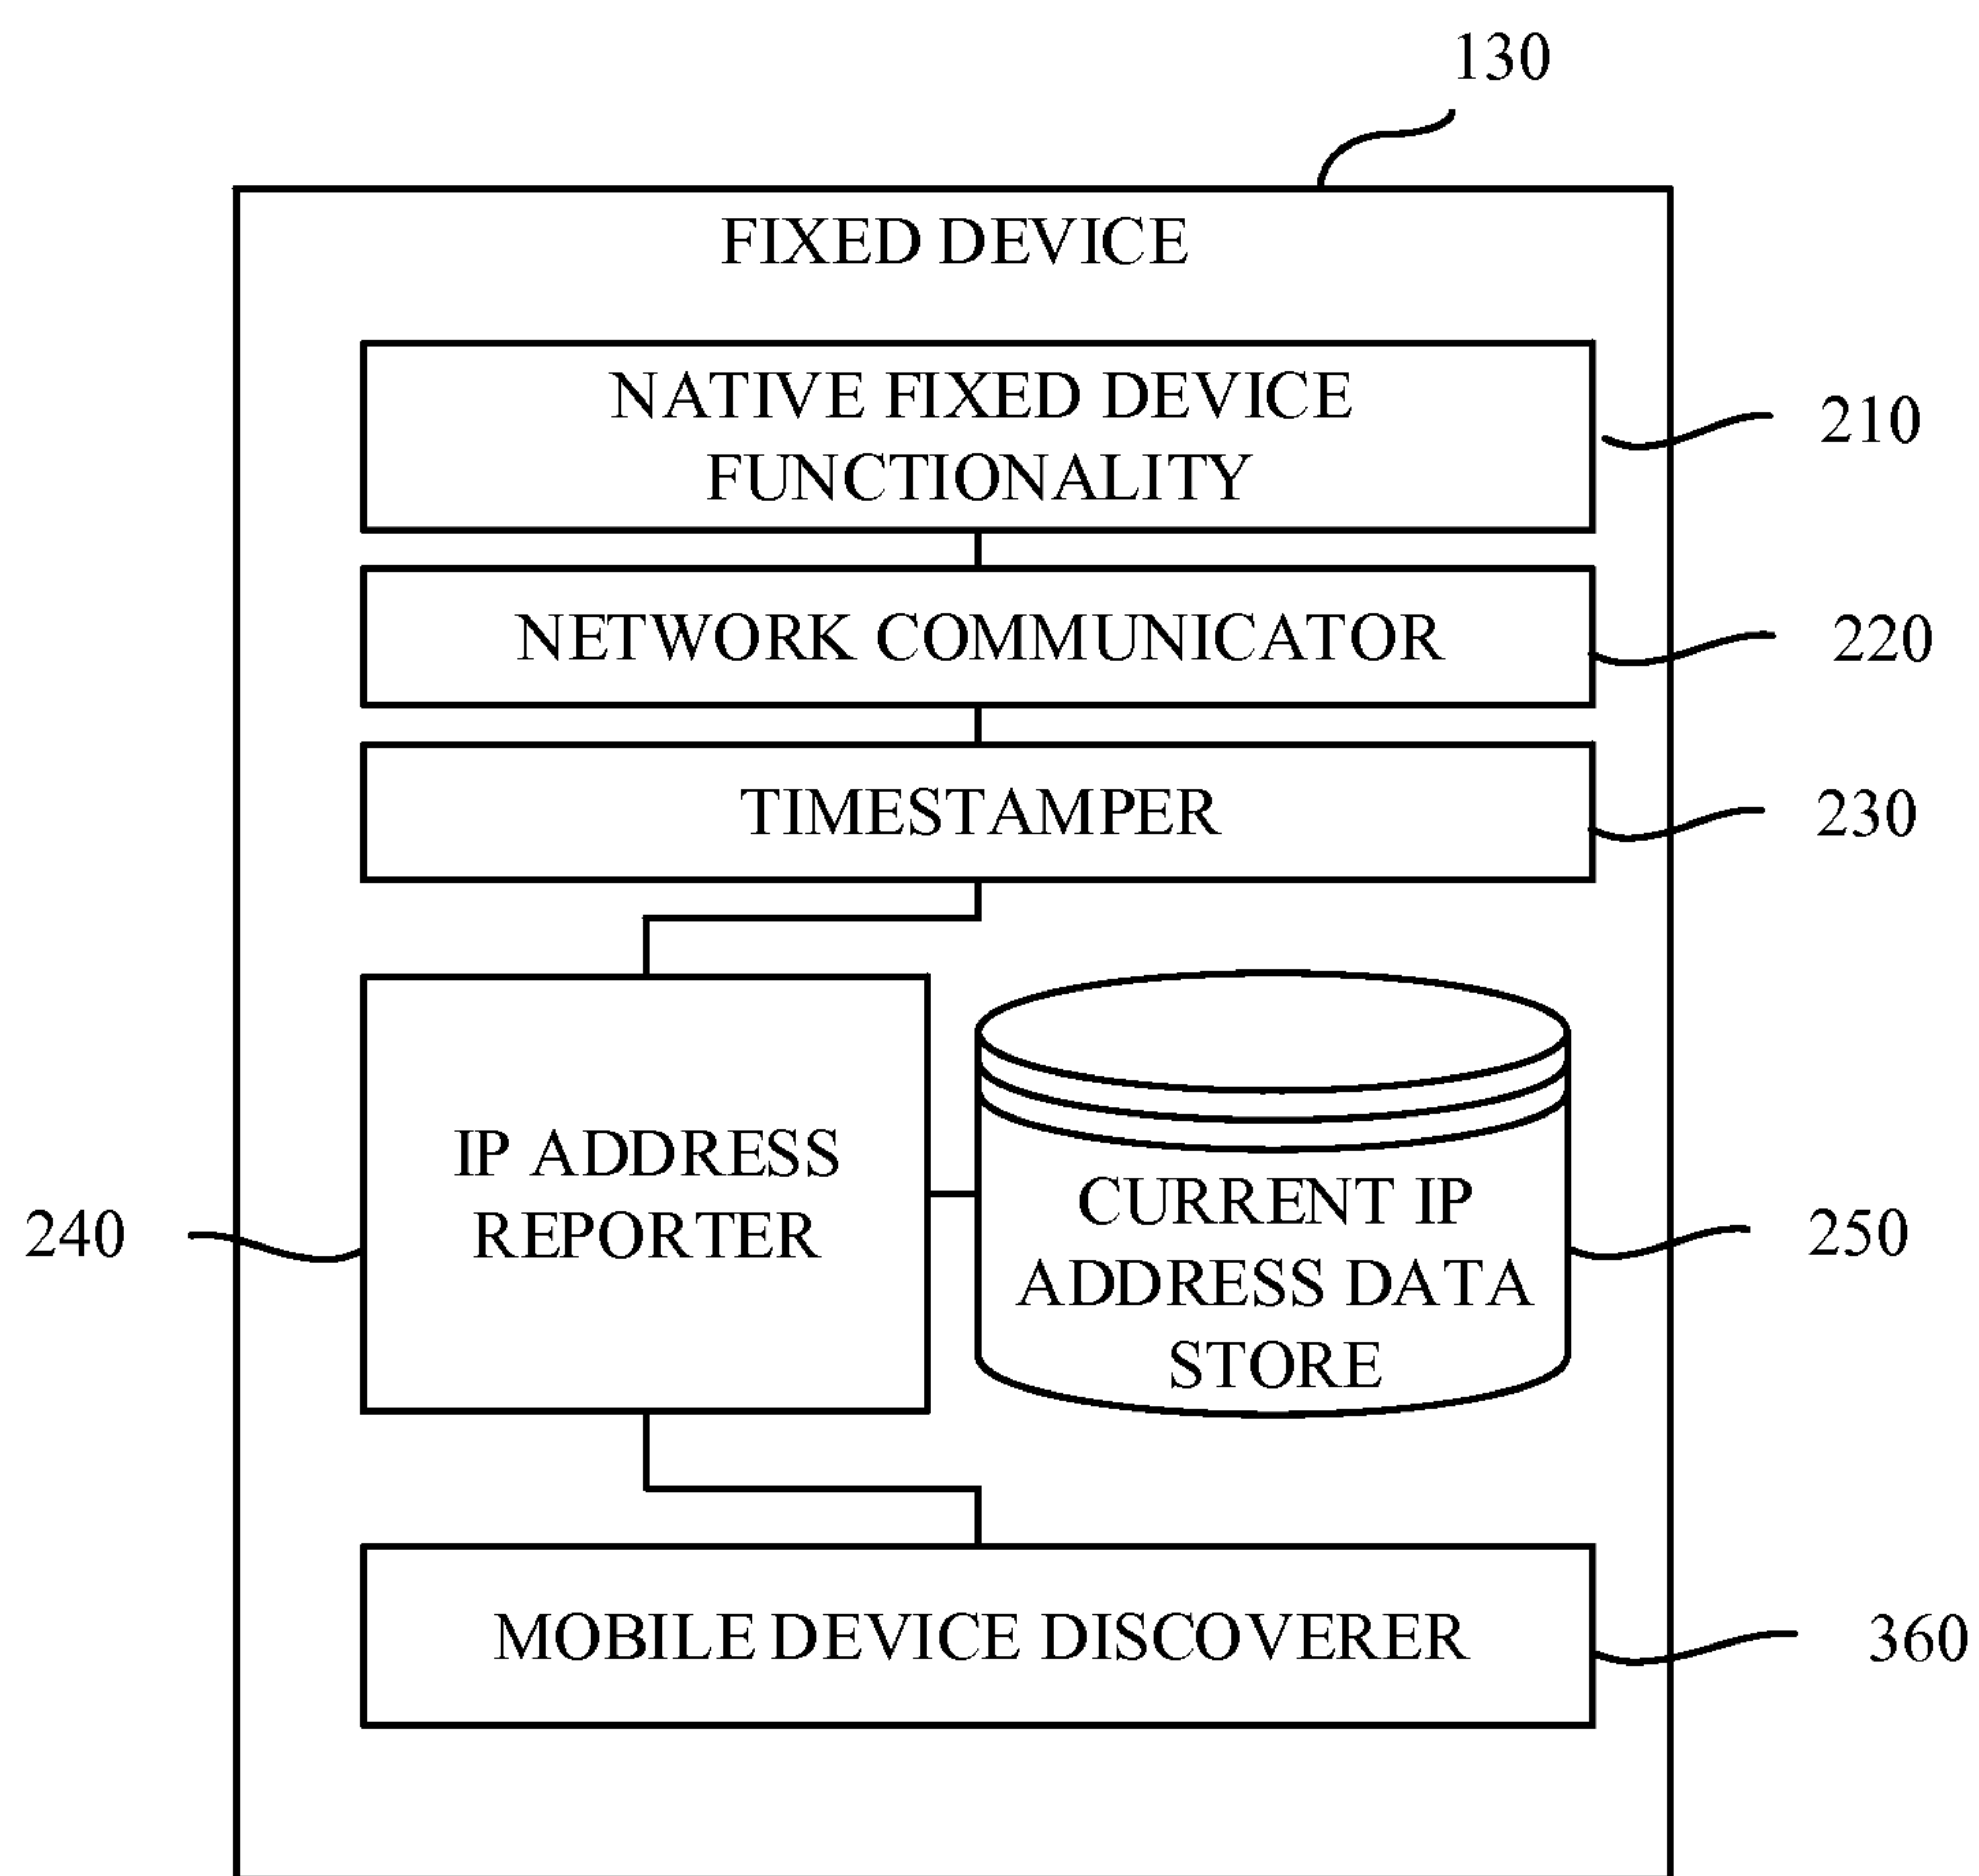 130
FIXED DEVICE
NATIVE FIXED DEVICE
FUNCTIONALITY
210
NETWORK COMMUNICATOR
220
TIMESTAMPER
230
IP ADDRESS
REPORTER
240
CURRENT IP
ADDRESS DATA
STORE
250
MOBILE DEVICE DISCOVERER
360